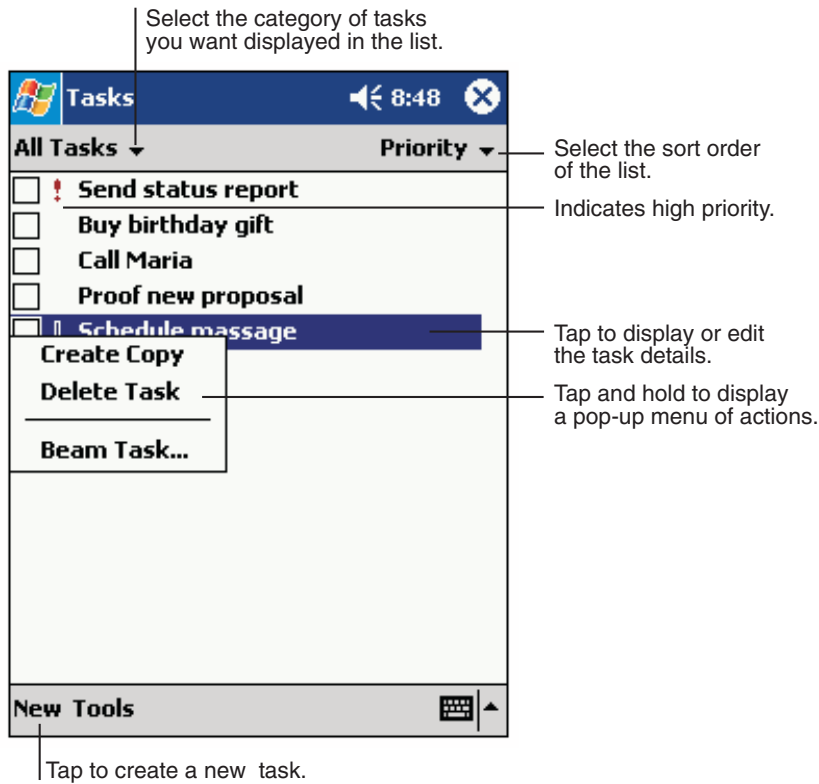 Select the category of tasks
you want displayed in the list.
Tasks 8:48
All Tasks Priority
Select the sort order
of the list.
! Send status report
Indicates high priority.
Buy birthday gift
Call Maria
Proof new proposal
Schedule massage
Tap to display or edit
the task details.
Create Copy
Delete Task
Tap and hold to display
a pop-up menu of actions.
Beam Task...
New Tools
Tap to create a new task.